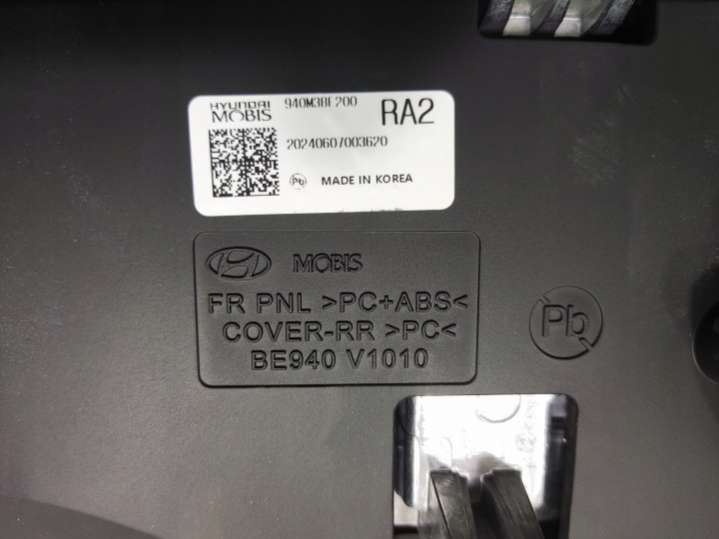 HYUNDAI
MOBIS
940M3BE200
RA2
20240607003620
Pb
MADE IN KOREA
MOBIS
FR PNL >PC+ABS<
COVER-RR >PC<
BE940 V1010
Pb